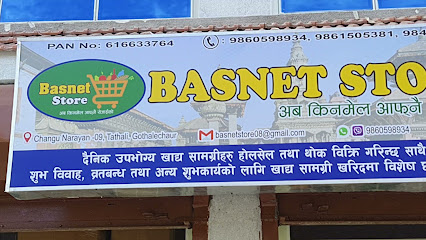 PAN No: 616633764
: 9860598934, 9861505381, 984
Basnet
Store
BASNET STO
अब किनमेल आफ्नै
Changu Narayan -09, Tathali, Gothalechaur
basnetstore08@gmail.com
9860598934
दैनिक उपभोग्य खाद्य सामग्रीहरु होलसेल तथा थोक विक्रि गरिन्छ साथै
शुभ विवाह, व्रतबन्ध तथा अन्य शुभकार्यको लागि खाद्य सामग्री खरिदमा विशेष छ